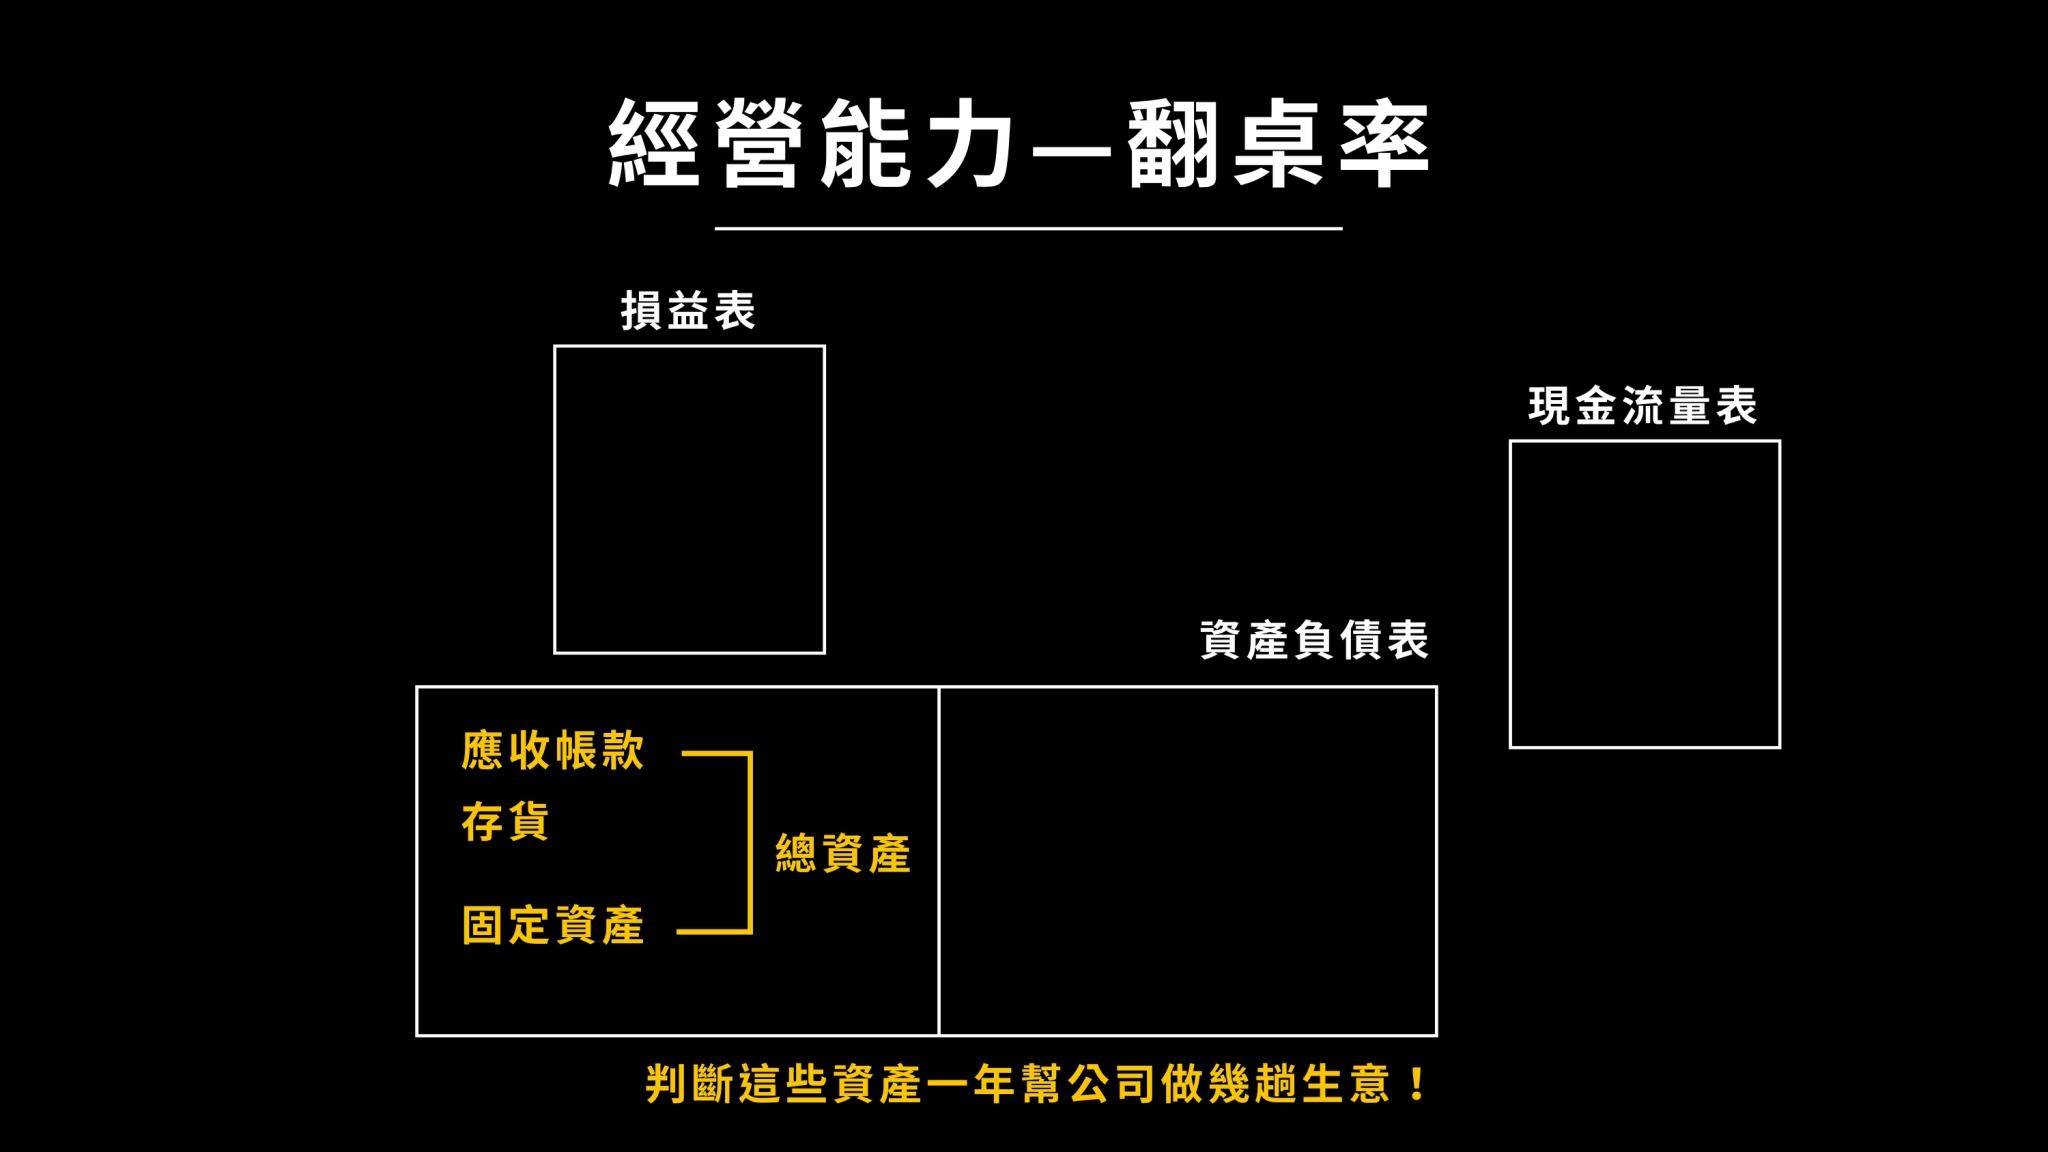 經營能力—翻桌率
損益表
現金流量表
資產負債表
應收帳款
存貨
總資產
固定資產
判斷這些資產一年幫公司做幾趟生意！